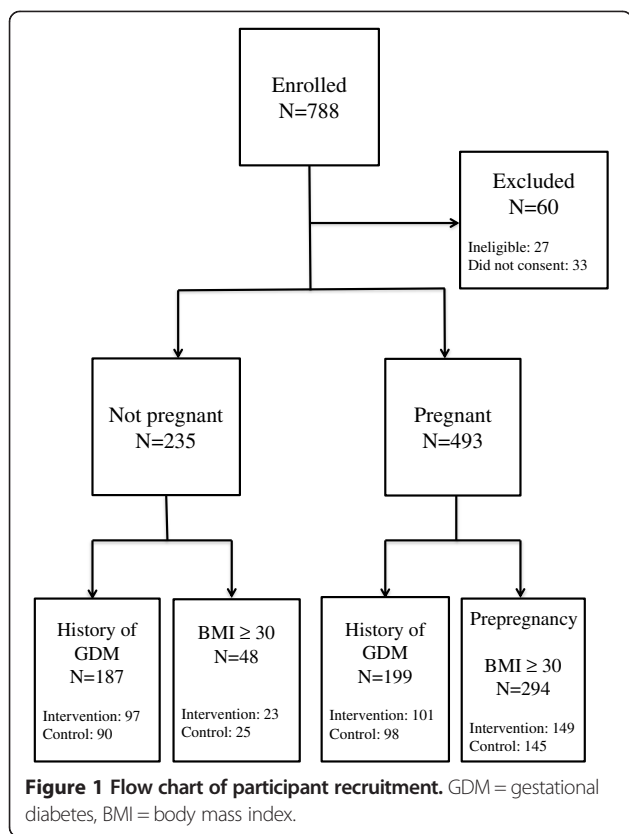 Enrolled
N=788
Excluded
N=60
Ineligible: 27
Did not consent: 33
Not pregnant
N=235
Pregnant
N=493
History of
GDM
N=187
Intervention: 97
Control: 90
BMI ≥ 30
N=48
Intervention: 23
Control: 25
History of
GDM
N=199
Intervention: 101
Control: 98
Prepregnancy
BMI ≥ 30
N=294
Intervention: 149
Control: 145
Figure 1 Flow chart of participant recruitment. GDM = gestational
diabetes, BMI = body mass index.